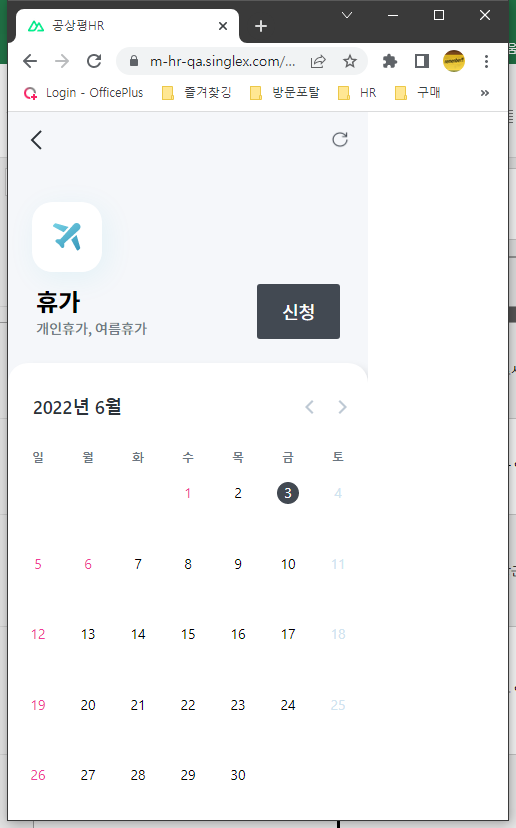 공상평HR
m-hr-qa.singlex.com/...
Login - OfficePlus 즐겨찾깅 방문포탈 HR 구매 »
휴가
개인휴가, 여름휴가
신청
2022년 6월
일 월 화 수 목 금 토
1 2 3 4
5 6 7 8 9 10 11
12 13 14 15 16 17 18
19 20 21 22 23 24 25
26 27 28 29 30